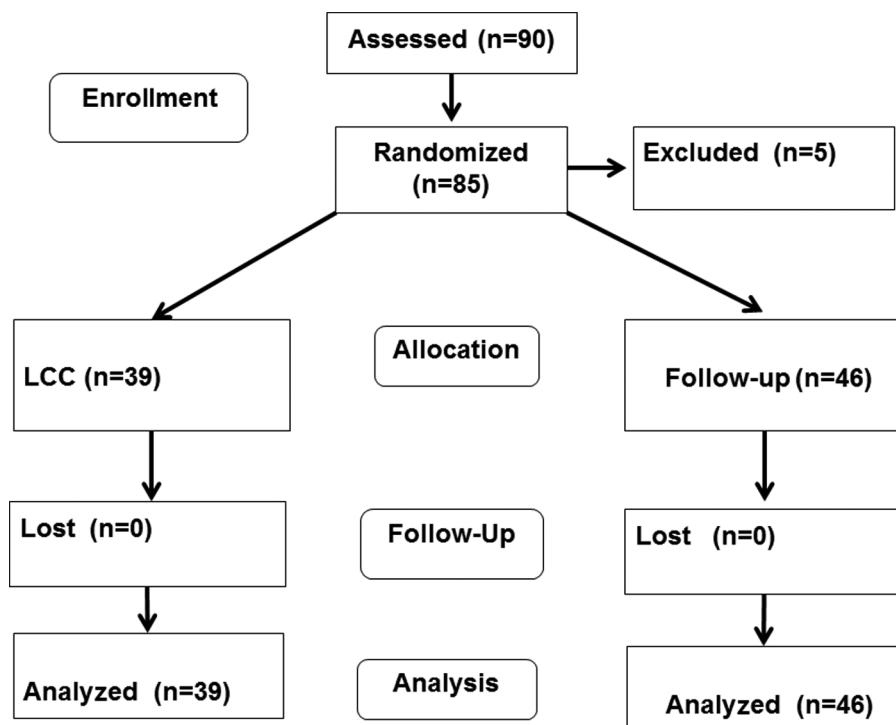 Assessed (n=90)
Enrollment
Randomized
(n=85)
Excluded (n=5)
LCC (n=39)
Allocation
Follow-up (n=46)
Lost (n=0)
Follow-Up
Lost (n=0)
Analyzed (n=39)
Analysis
Analyzed (n=46)